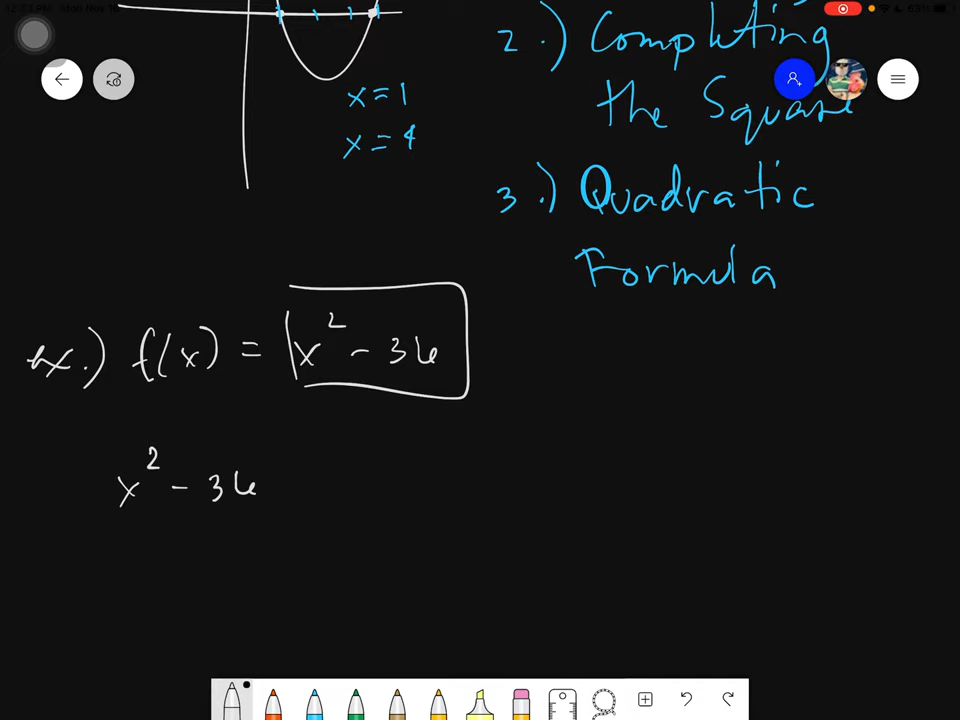 2.) Completing
the Square
x = 1
x = 4
3.) Quadratic
Formula
ex.) f(x) = x² - 36
x² - 36